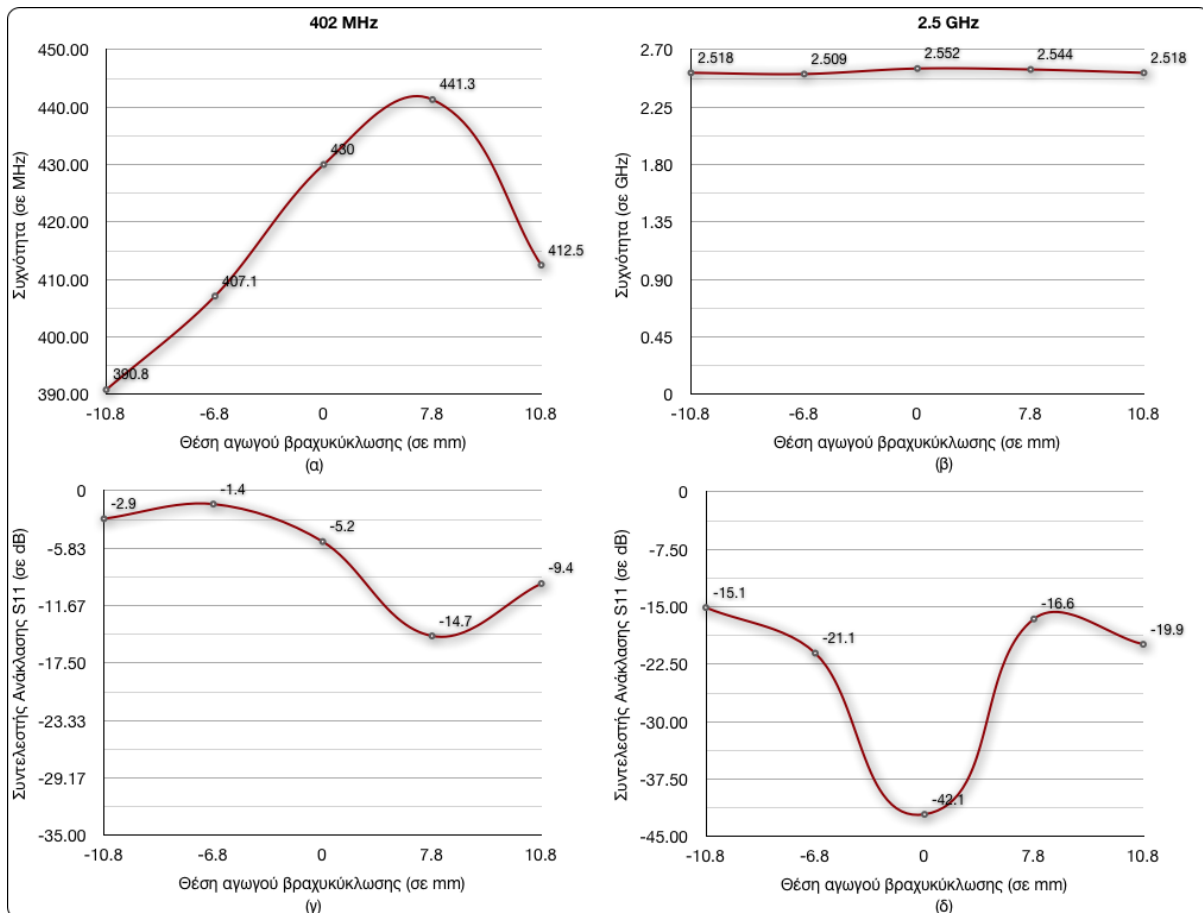 402 MHz
450.00
440.00
430.00
420.00
410.00
400.00
390.00
Συχνότητα (σε MHz)
390.8
407.1
430
441.3
412.5
-10.8 -6.8 0 7.8 10.8
Θέση αγωγού βραχυκύκλωσης (σε mm)
(α)
2.5 GHz
2.70
2.25
1.80
1.35
0.90
0.45
0
Συχνότητα (σε GHz)
2.518
2.509
2.552
2.544
2.518
-10.8 -6.8 0 7.8 10.8
Θέση αγωγού βραχυκύκλωσης (σε mm)
(β)
0
-5.83
-11.67
-17.50
-23.33
-29.17
-35.00
Συντελεστής Ανάκλασης S11 (σε dB)
-2.9
-1.4
-5.2
-14.7
-9.4
-10.8 -6.8 0 7.8 10.8
Θέση αγωγού βραχυκύκλωσης (σε mm)
(γ)
0
-7.50
-15.00
-22.50
-30.00
-37.50
-45.00
Συντελεστής Ανάκλασης S11 (σε dB)
-15.1
-21.1
-42.1
-16.6
-19.9
-10.8 -6.8 0 7.8 10.8
Θέση αγωγού βραχυκύκλωσης (σε mm)
(δ)